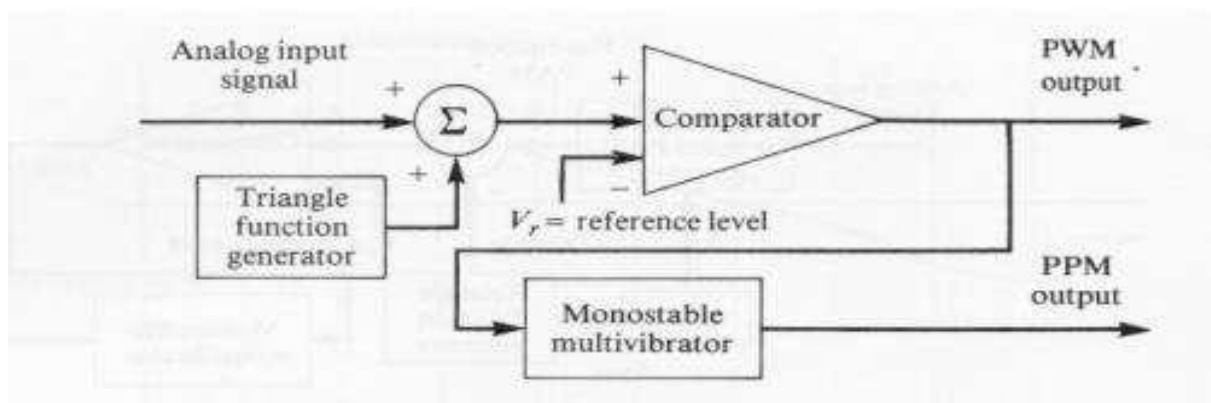 Analog input
signal
+
Σ
+
Triangle
function
generator
+
Comparator
−
V_r = reference level
PWM
output
Monostable
multivibrator
PPM
output